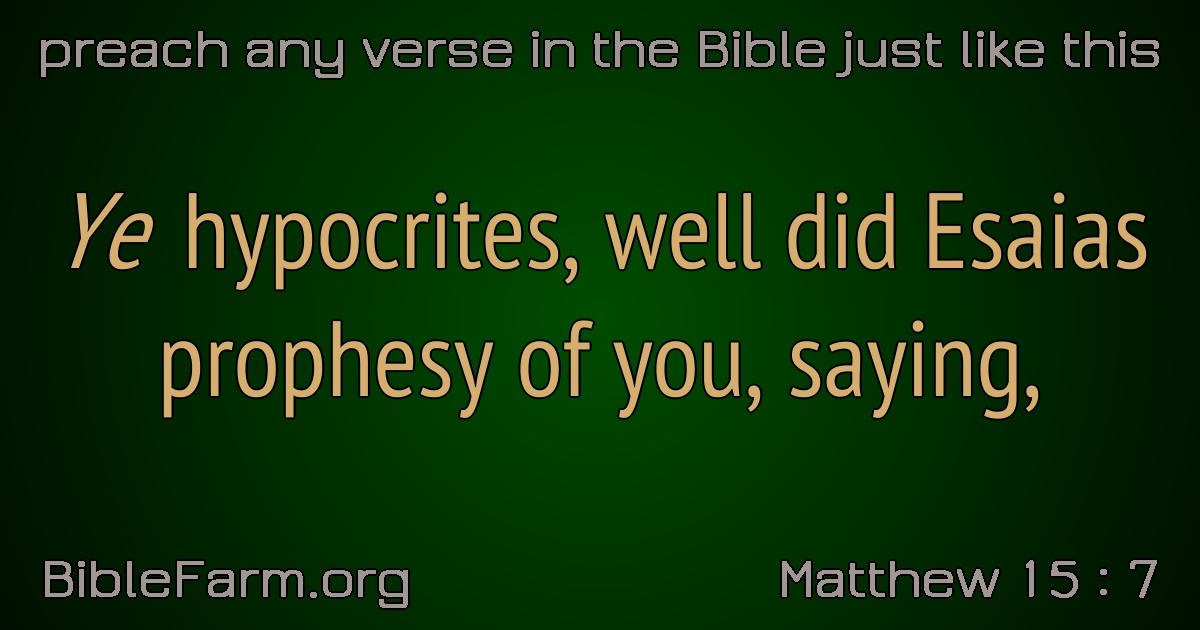 preach any verse in the Bible just like this
Ye hypocrites, well did Esaias
prophesy of you, saying,
BibleFarm.org
Matthew 15 : 7